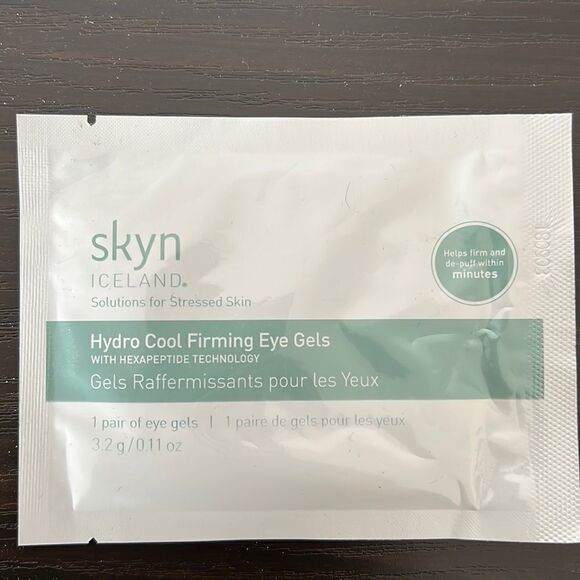 skyn
ICELAND®
Solutions for Stressed Skin
Helps firm and
de-puff within
minutes
Hydro Cool Firming Eye Gels
WITH HEXAPEPTIDE TECHNOLOGY
Gels Raffermissants pour les Yeux
1 pair of eye gels | 1 paire de gels pour les yeux
3.2 g/0.11 oz